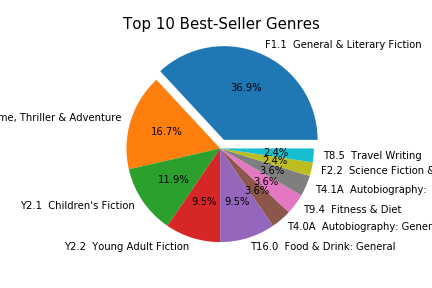 Top 10 Best-Seller Genres
F1.1 General & Literary Fiction
36.9%
Thriller & Adventure
16.7%
Y2.1 Children's Fiction
11.9%
Y2.2 Young Adult Fiction
9.5%
T16.0 Food & Drink: General
9.5%
T4.0A Autobiography:
3.6%
T9.4 Fitness & Diet
3.6%
T4.1A Autobiography:
3.6%
F2.2 Science Fiction &
2.4%
T8.5 Travel Writing
2.4%